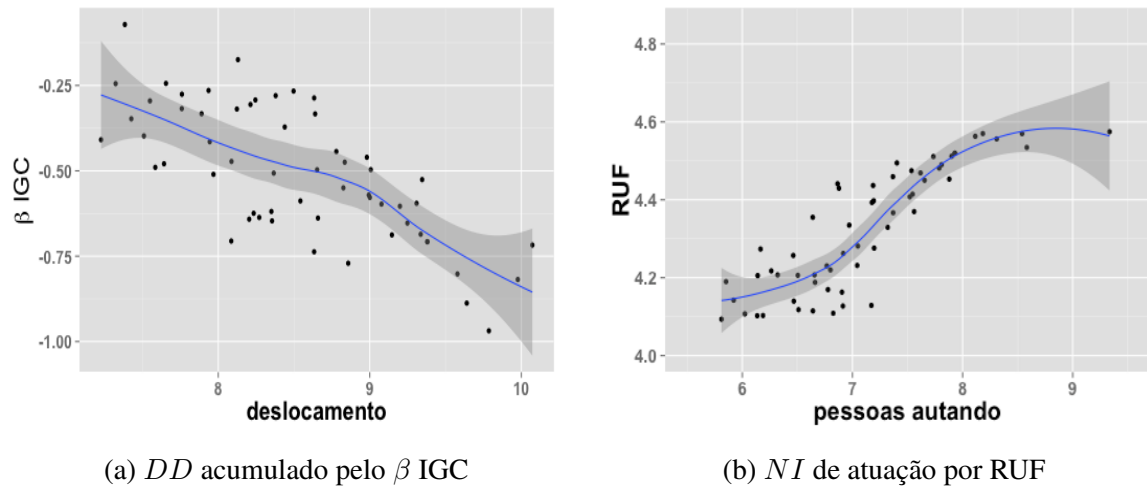 -0.25
-0.50
-0.75
-1.00
β IGC
8 9 10
deslocamento
4.8
4.6
4.4
4.2
4.0
RUF
6 7 8 9
pessoas autando
(a) DD acumulado pelo β IGC
(b) NI de atuação por RUF